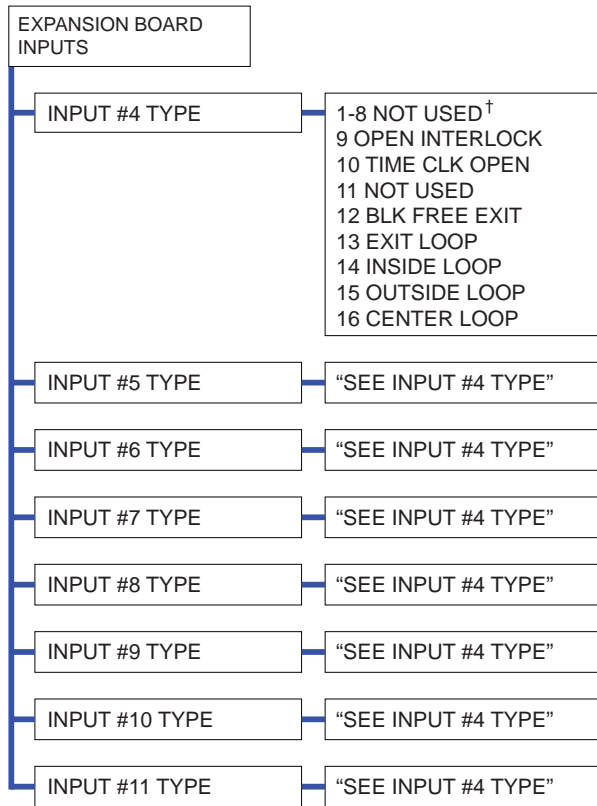 EXPANSION BOARD
INPUTS
INPUT #4 TYPE
1-8 NOT USED†
9 OPEN INTERLOCK
10 TIME CLK OPEN
11 NOT USED
12 BLK FREE EXIT
13 EXIT LOOP
14 INSIDE LOOP
15 OUTSIDE LOOP
16 CENTER LOOP
INPUT #5 TYPE
“SEE INPUT #4 TYPE”
INPUT #6 TYPE
“SEE INPUT #4 TYPE”
INPUT #7 TYPE
“SEE INPUT #4 TYPE”
INPUT #8 TYPE
“SEE INPUT #4 TYPE”
INPUT #9 TYPE
“SEE INPUT #4 TYPE”
INPUT #10 TYPE
“SEE INPUT #4 TYPE”
INPUT #11 TYPE
“SEE INPUT #4 TYPE”